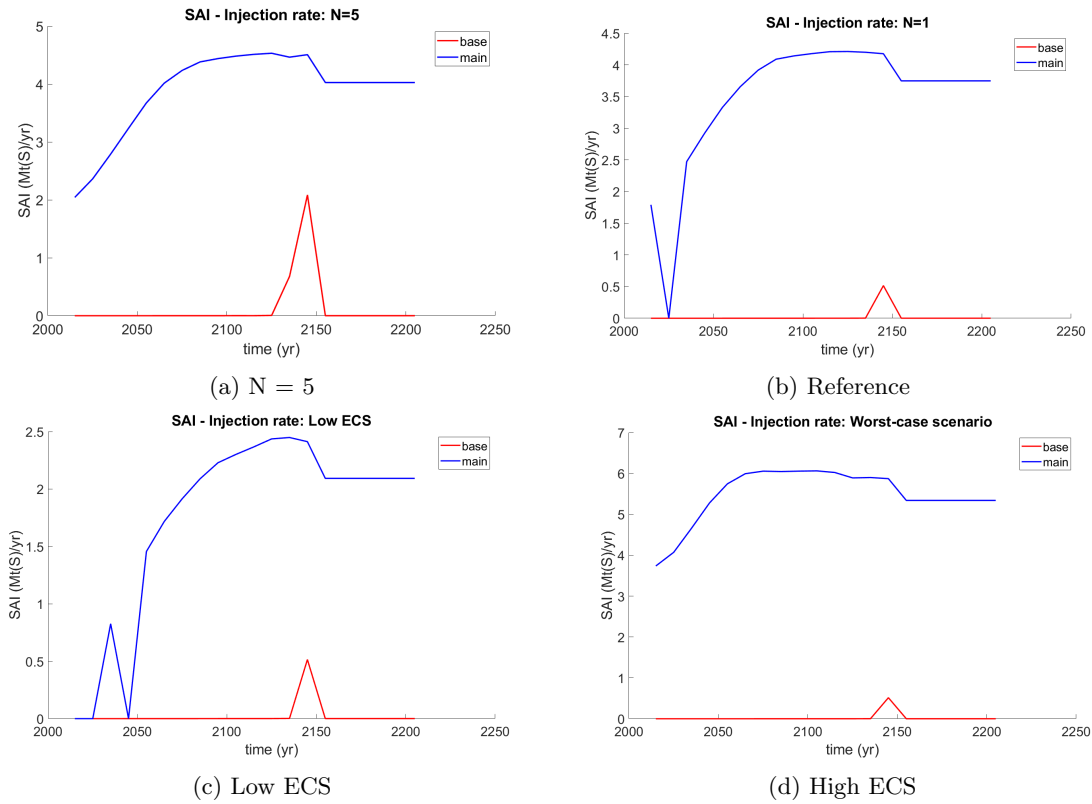 SAI - Injection rate: N=5
base
main
SAI (Mt(S)/yr)
5
4
3
2
1
0
2000 2050 2100 2150 2200 2250
time (yr)
(a) N = 5
SAI - Injection rate: N=1
base
main
SAI (Mt(S)/yr)
4.5
4
3.5
3
2.5
2
1.5
1
0.5
0
2000 2050 2100 2150 2200 2250
time (yr)
(b) Reference
SAI - Injection rate: Low ECS
base
main
SAI (Mt(S)/yr)
2.5
2
1.5
1
0.5
0
2000 2050 2100 2150 2200 2250
time (yr)
(c) Low ECS
SAI - Injection rate: Worst-case scenario
base
main
SAI (Mt(S)/yr)
7
6
5
4
3
2
1
0
2000 2050 2100 2150 2200 2250
time (yr)
(d) High ECS